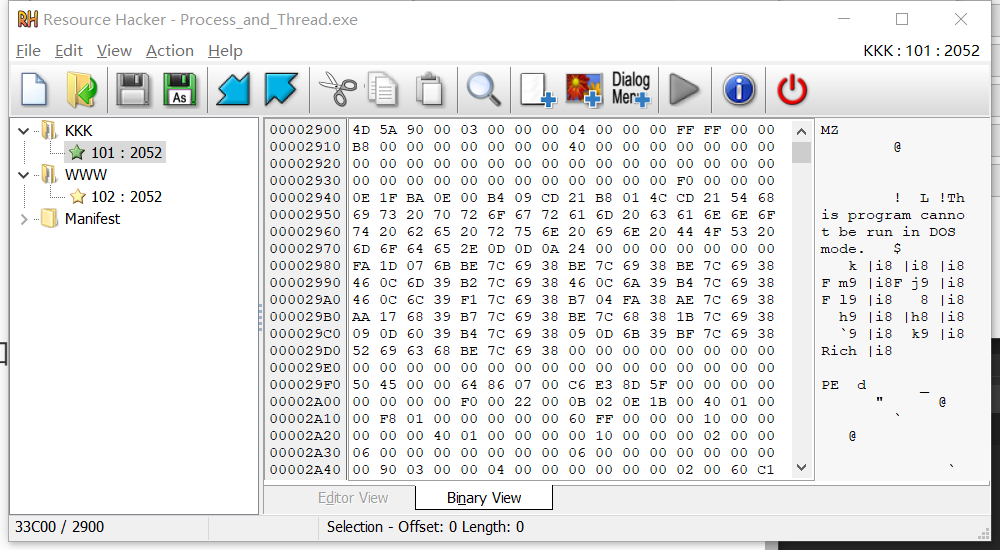 Resource Hacker - Process_and_Thread.exe
File Edit View Action Help KKK : 101 : 2052
As Dialog Menu
KKK
101 : 2052
WWW
102 : 2052
Manifest
00002900 4D 5A 90 00 03 00 00 00 04 00 00 00 FF FF 00 00 MZ
00002910 B8 00 00 00 00 00 00 00 40 00 00 00 00 00 00 00 @
00002920 00 00 00 00 00 00 00 00 00 00 00 00 00 00 00 00
00002930 00 00 00 00 00 00 00 00 00 00 00 00 F0 00 00 00
00002940 0E 1F BA 0E 00 B4 09 CD 21 B8 01 4C CD 21 54 68 ! L !Th
00002950 69 73 20 70 72 6F 67 72 61 6D 20 63 61 6E 6E 6F is program canno
00002960 74 20 62 65 20 72 75 6E 20 69 6E 20 44 4F 53 20 t be run in DOS
00002970 6D 6F 64 65 2E 0D 0D 0A 24 00 00 00 00 00 00 00 mode. $
00002980 FA 1D 07 6B BE 7C 69 38 BE 7C 69 38 BE 7C 69 38 k |i8 |i8 |i8
00002990 46 0C 6D 39 B2 7C 69 38 46 0C 6A 39 B4 7C 69 38 F m9 |i8F j9 |i8
000029A0 46 0C 6C 39 F1 7C 69 38 B7 04 FA 38 AE 7C 69 38 F l9 |i8 8 |i8
000029B0 AA 17 68 39 B7 7C 69 38 BE 7C 68 38 1B 7C 69 38 h9 |i8 |h8 |i8
000029C0 09 0D 60 39 B4 7C 69 38 09 0D 6B 39 BF 7C 69 38 `9 |i8 k9 |i8
000029D0 52 69 63 68 BE 7C 69 38 00 00 00 00 00 00 00 00 Rich |i8
000029E0 00 00 00 00 00 00 00 00 00 00 00 00 00 00 00 00
000029F0 50 45 00 00 64 86 07 00 C6 E3 8D 5F 00 00 00 00 PE d _
00002A00 00 00 00 00 F0 00 22 00 0B 02 0E 1B 00 40 01 00 " @
00002A10 00 F8 01 00 00 00 00 00 60 FF 00 00 00 10 00 00 `
00002A20 00 00 00 40 01 00 00 00 00 10 00 00 00 02 00 00 @
00002A30 06 00 00 00 00 00 00 00 06 00 00 00 00 00 00 00
00002A40 00 90 03 00 00 04 00 00 00 00 00 00 02 00 60 C1 `
Editor View Binary View
33C00 / 2900 Selection - Offset: 0 Length: 0